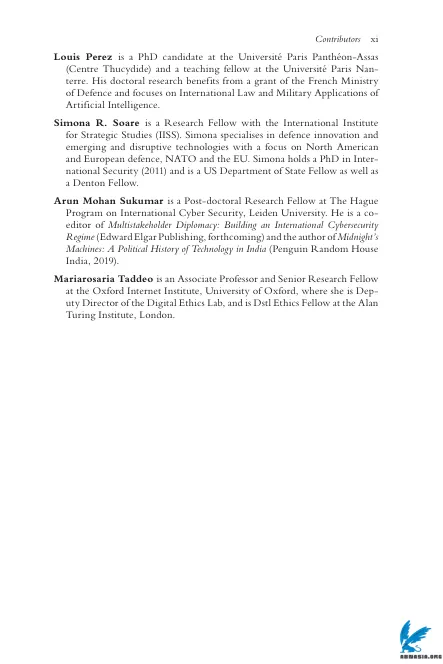 Contributors xi
Louis Perez is a PhD candidate at the Université Paris Panthéon-Assas
(Centre Thucydide) and a teaching fellow at the Université Paris Nan-
terre. His doctoral research benefits from a grant of the French Ministry
of Defence and focuses on International Law and Military Applications of
Artificial Intelligence.
Simona R. Soare is a Research Fellow with the International Institute
for Strategic Studies (IISS). Simona specialises in defence innovation and
emerging and disruptive technologies with a focus on North American
and European defence, NATO and the EU. Simona holds a PhD in Inter-
national Security (2011) and is a US Department of State Fellow as well as
a Denton Fellow.
Arun Mohan Sukumar is a Post-doctoral Research Fellow at The Hague
Program on International Cyber Security, Leiden University. He is a co-
editor of Multistakeholder Diplomacy: Building an International Cybersecurity
Regime (Edward Elgar Publishing, forthcoming) and the author of Midnight's
Machines: A Political History of Technology in India (Penguin Random House
India, 2019).
Mariarosaria Taddeo is an Associate Professor and Senior Research Fellow
at the Oxford Internet Institute, University of Oxford, where she is Dep-
uty Director of the Digital Ethics Lab, and is Dstl Ethics Fellow at the Alan
Turing Institute, London.